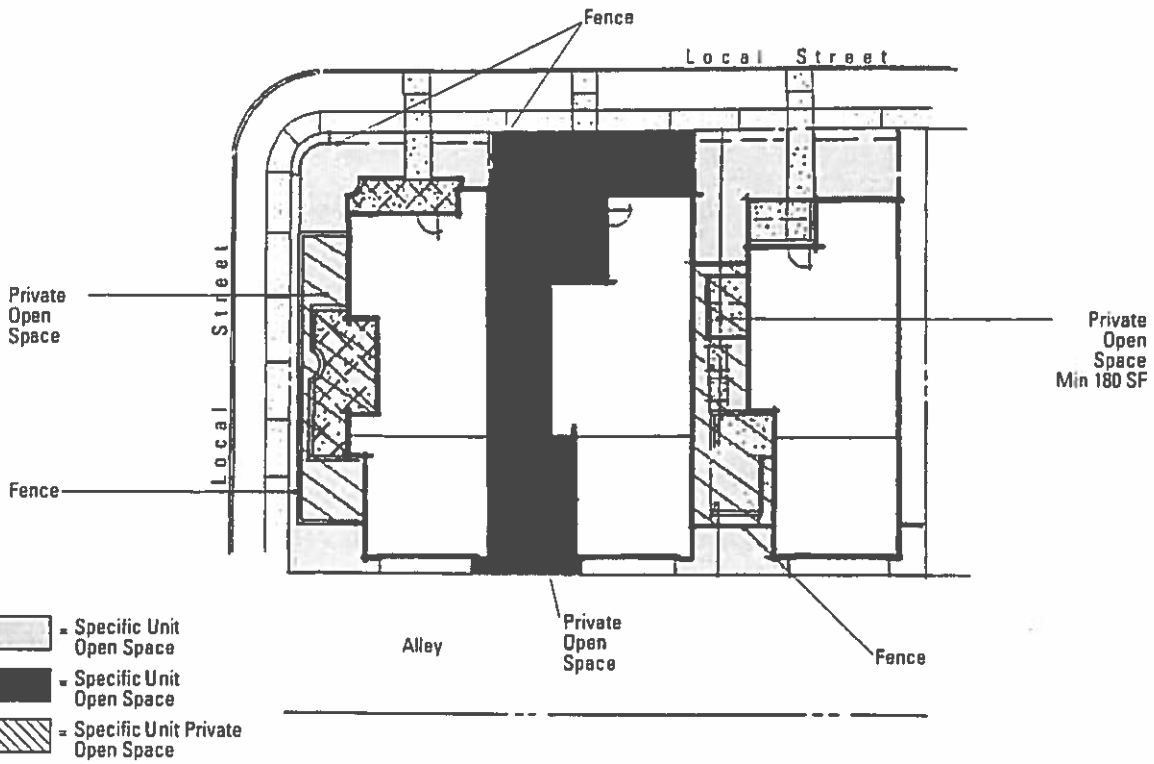 Fence
Local Street
Private
Open
Space
Local Street
Private
Open
Space
Min 180 SF
Fence
Private
Open
Space
Alley
Fence
= Specific Unit
Open Space
= Specific Unit
Open Space
= Specific Unit Private
Open Space